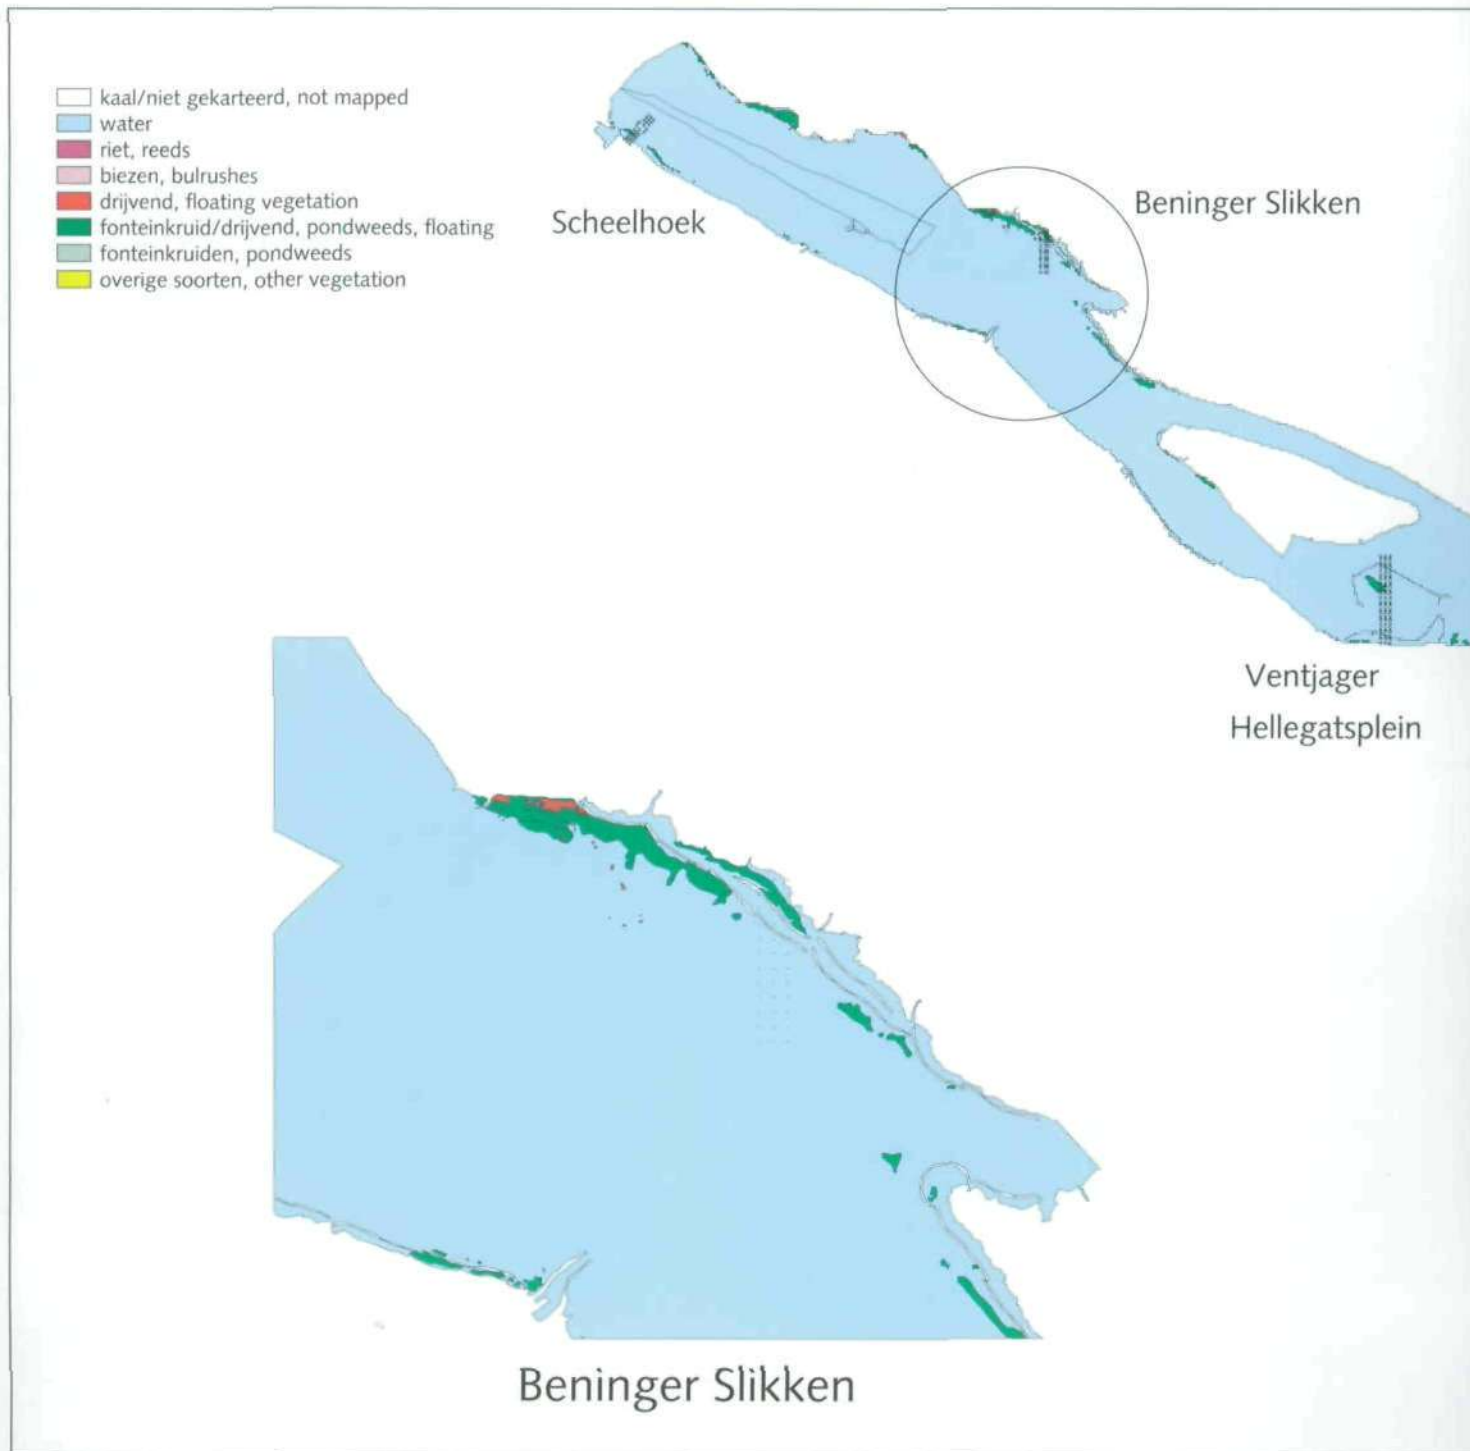 kaal/niet gekarteerd, not mapped
water
riet, reeds
biezen, bulrushes
drijvend, floating vegetation
fonteinkruid/drijvend, pondweeds, floating
fonteinkruiden, pondweeds
overige soorten, other vegetation
Scheelhoek
Beninger Slikken
Ventjager
Hellegatsplein
Beninger Slikken